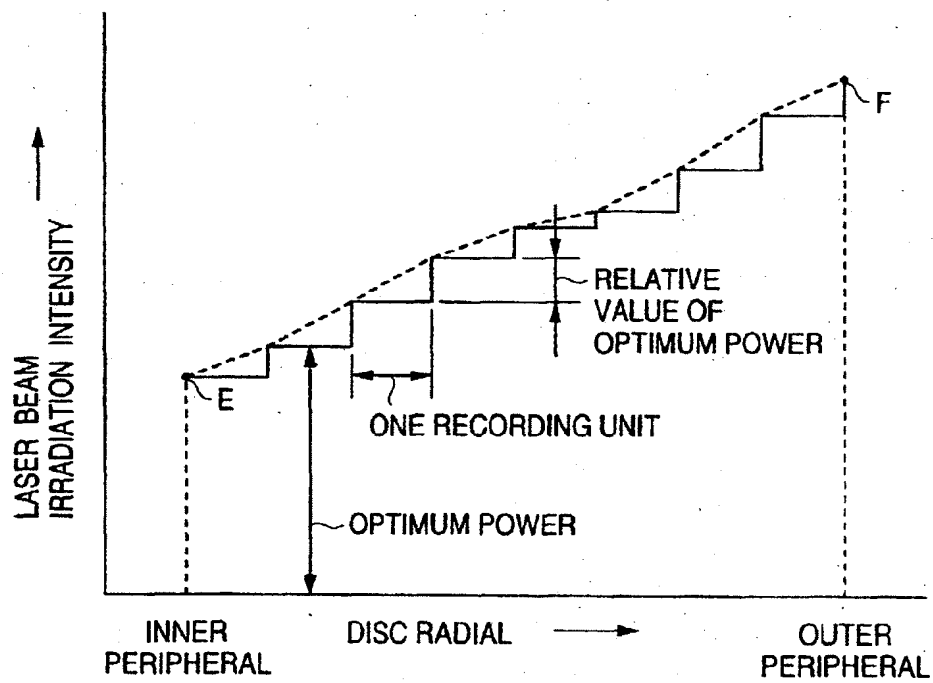 LASER BEAM
IRRADIATION INTENSITY
F
RELATIVE
VALUE OF
OPTIMUM POWER
E
ONE RECORDING UNIT
OPTIMUM POWER
INNER
PERIPHERAL
DISC RADIAL
OUTER
PERIPHERAL